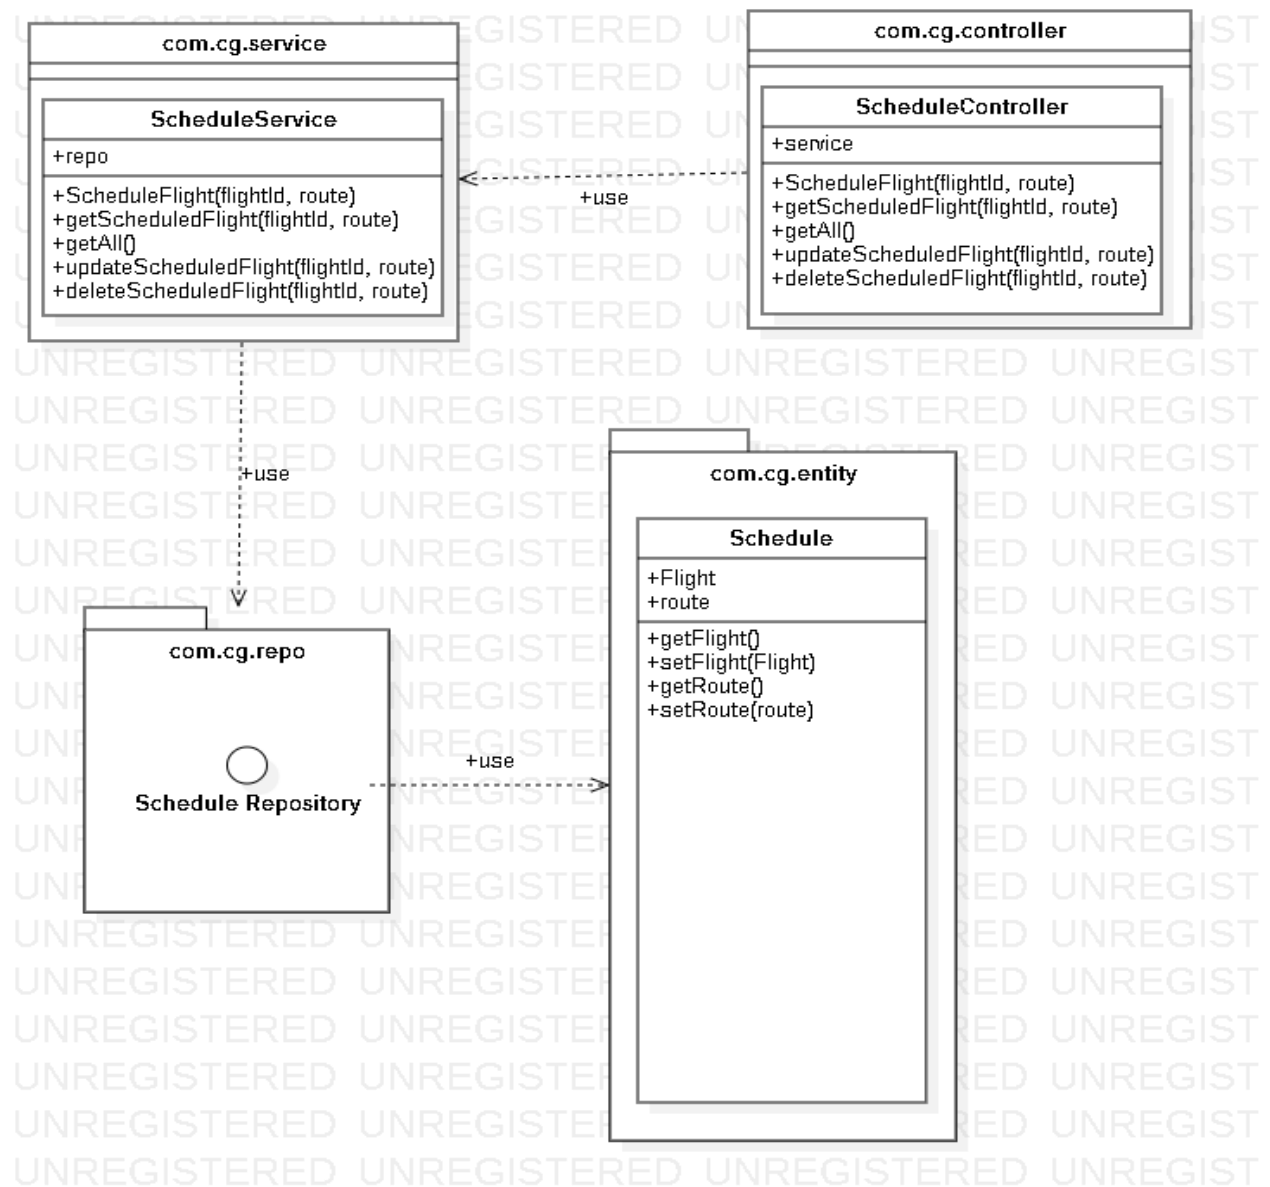 com.cg.service
ScheduleService
+repo
+ScheduleFlight(flightId, route)
+getScheduledFlight(flightId, route)
+getAll()
+updateScheduledFlight(flightId, route)
+deleteScheduledFlight(flightId, route)
com.cg.controller
ScheduleController
+service
+ScheduleFlight(flightId, route)
+getScheduledFlight(flightId, route)
+getAll()
+updateScheduledFlight(flightId, route)
+deleteScheduledFlight(flightId, route)
+use
+use
com.cg.repo
Schedule Repository
+use
com.cg.entity
Schedule
+Flight
+route
+getFlight()
+setFlight(Flight)
+getRoute()
+setRoute(route)
UNREGISTERED UNREGISTERED UNREGISTERED UNREGIST